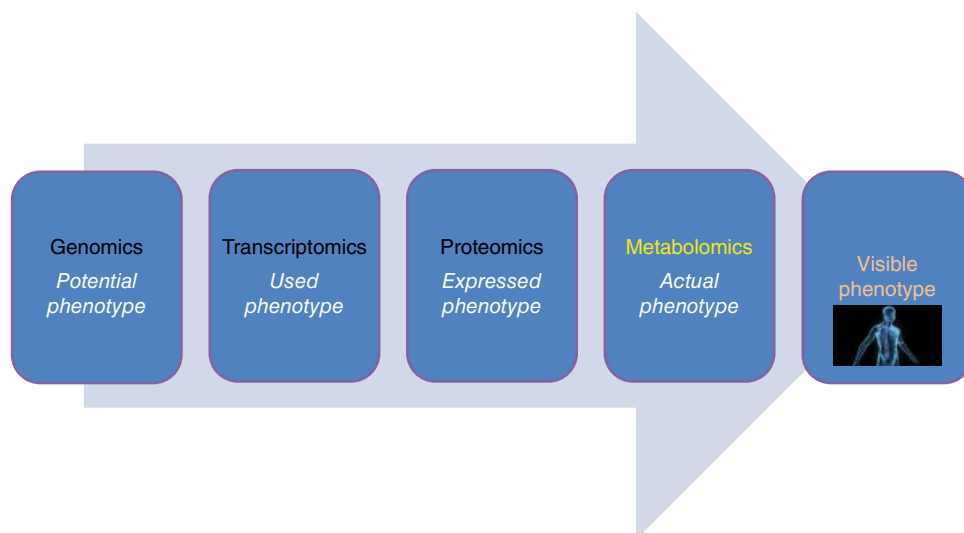 Genomics
Potential
phenotype
Transcriptomics
Used
phenotype
Proteomics
Expressed
phenotype
Metabolomics
Actual
phenotype
Visible
phenotype